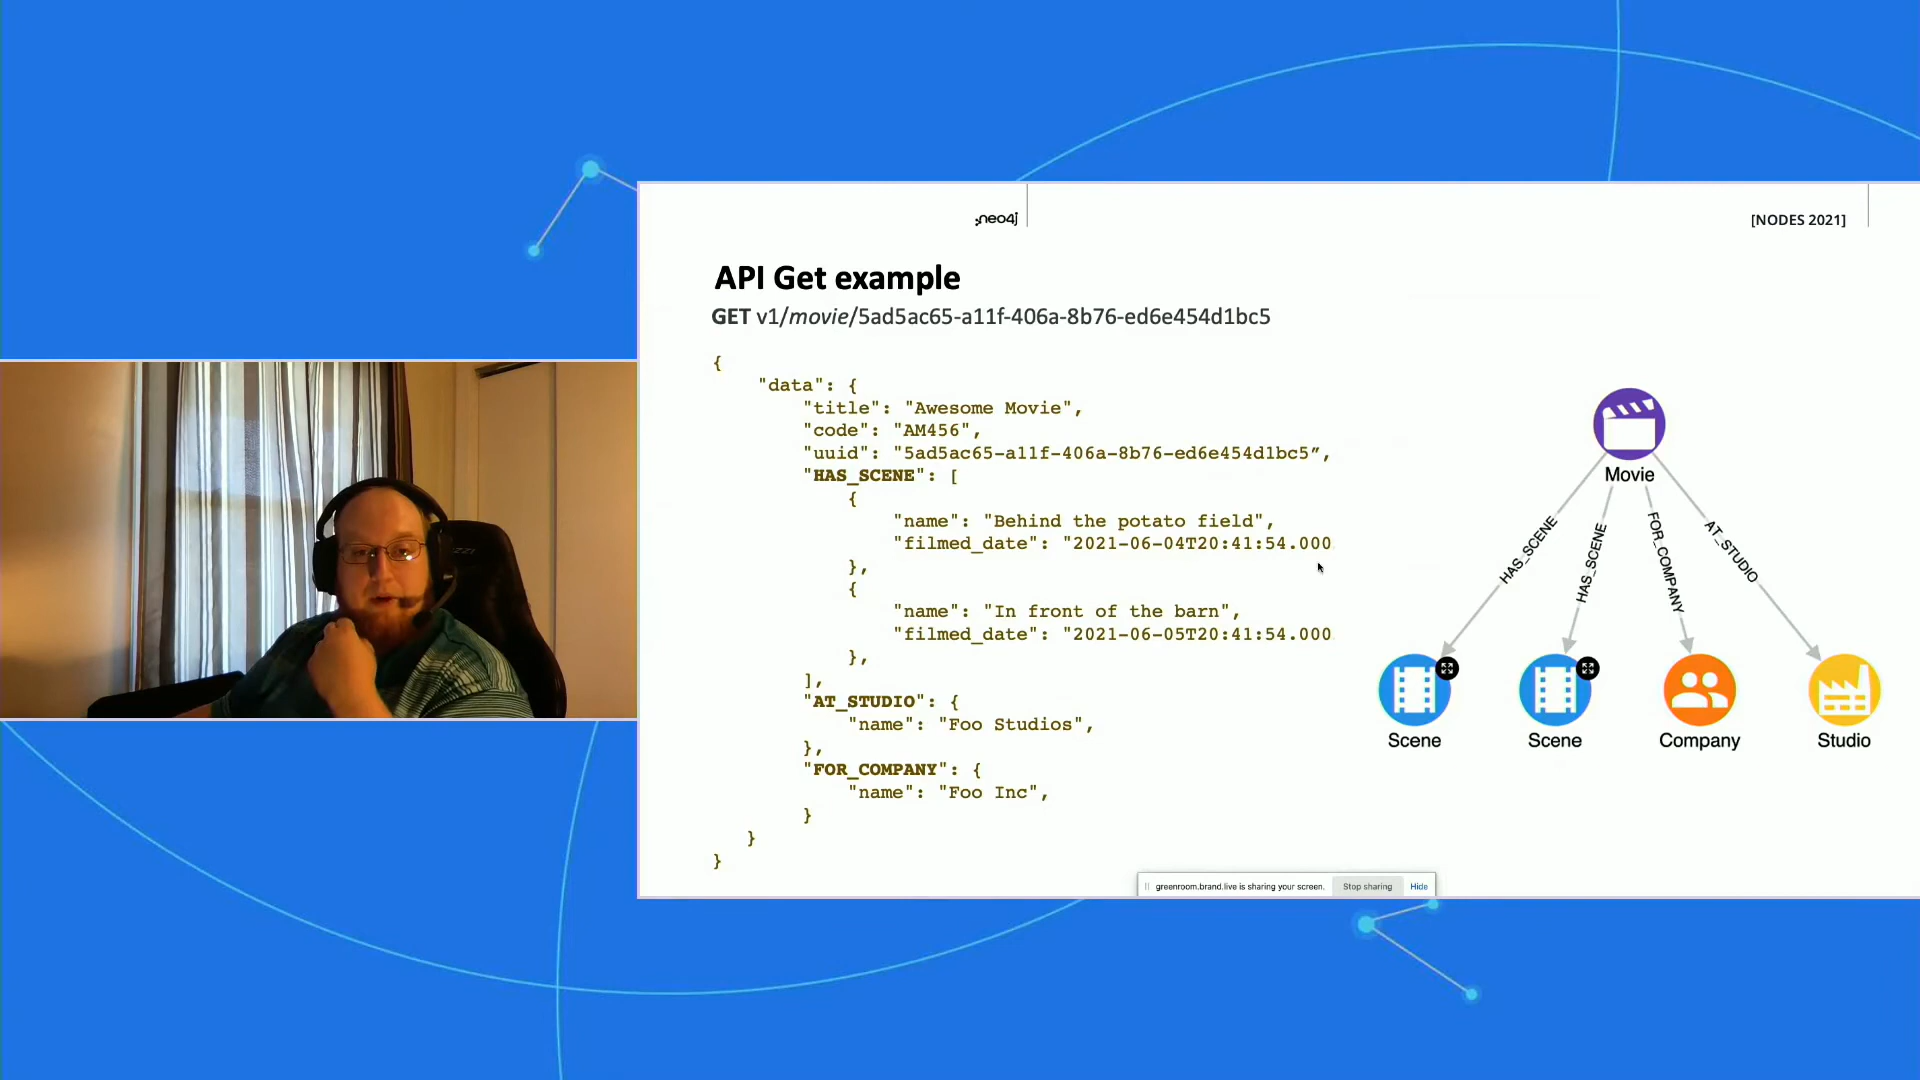 :neo4j
[NODES 2021]
API Get example
GET v1/movie/5ad5ac65-a11f-406a-8b76-ed6e454d1bc5
{
"data": {
"title": "Awesome Movie",
"code": "AM456",
"uuid": "5ad5ac65-a11f-406a-8b76-ed6e454d1bc5”,
"HAS_SCENE": [
{
"name": "Behind the potato field",
"filmed_date": "2021-06-04T20:41:54.000
},
{
"name": "In front of the barn",
"filmed_date": "2021-06-05T20:41:54.000
},
],
"AT_STUDIO": {
"name": "Foo Studios",
},
"FOR_COMPANY": {
"name": "Foo Inc",
}
}
}
Movie
HAS_SCENE
HAS_SCENE
FOR_COMPANY
AT_STUDIO
Scene
Scene
Company
Studio
greenroom.brand.live is sharing your screen.
Stop sharing
Hide